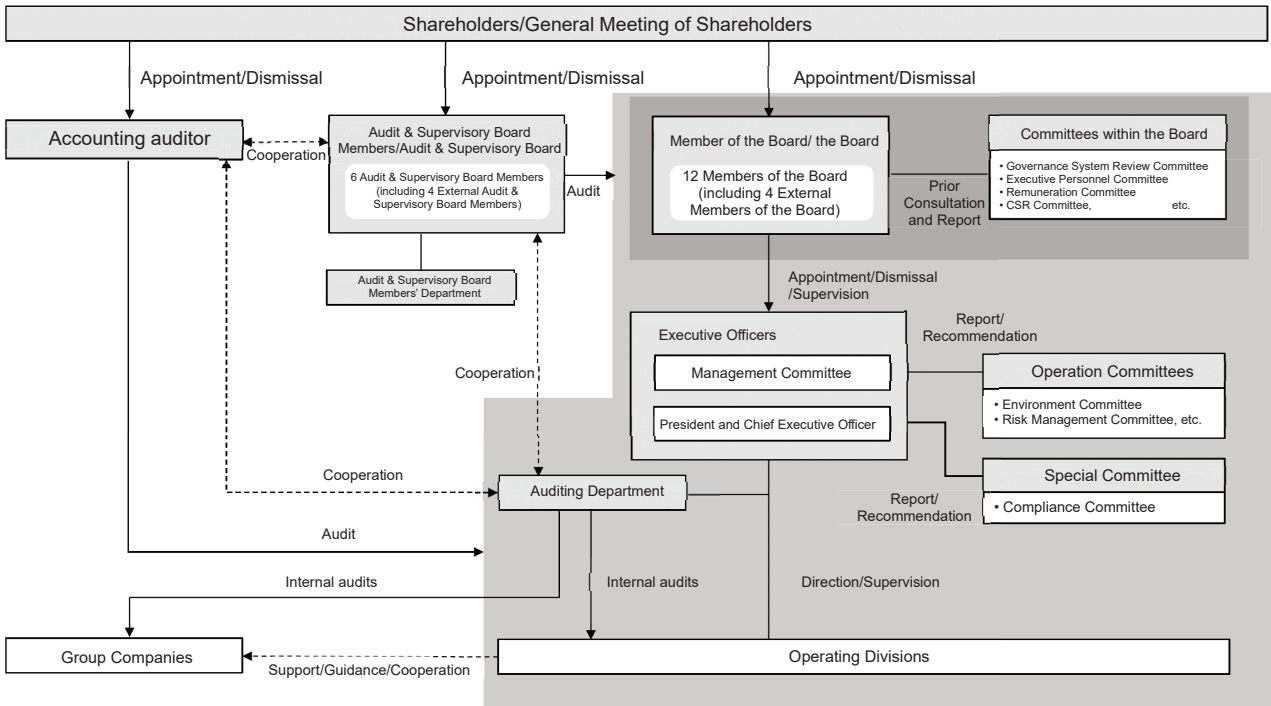 Shareholders/General Meeting of Shareholders
Appointment/Dismissal
Appointment/Dismissal
Appointment/Dismissal
Accounting auditor
Cooperation
Audit & Supervisory Board
Members/Audit & Supervisory Board
6 Audit & Supervisory Board Members
(including 4 External Audit &
Supervisory Board Members)
Audit
Member of the Board/ the Board
12 Members of the Board
(including 4 External
Members of the Board)
Prior
Consultation
and Report
Committees within the Board
• Governance System Review Committee
• Executive Personnel Committee
• Remuneration Committee
• CSR Committee, etc.
Audit & Supervisory Board
Members' Department
Appointment/Dismissal
/Supervision
Executive Officers
Management Committee
President and Chief Executive Officer
Report/
Recommendation
Operation Committees
• Environment Committee
• Risk Management Committee, etc.
Cooperation
Special Committee
• Compliance Committee
Report/
Recommendation
Cooperation
Auditing Department
Audit
Internal audits
Internal audits
Direction/Supervision
Group Companies
Support/Guidance/Cooperation
Operating Divisions